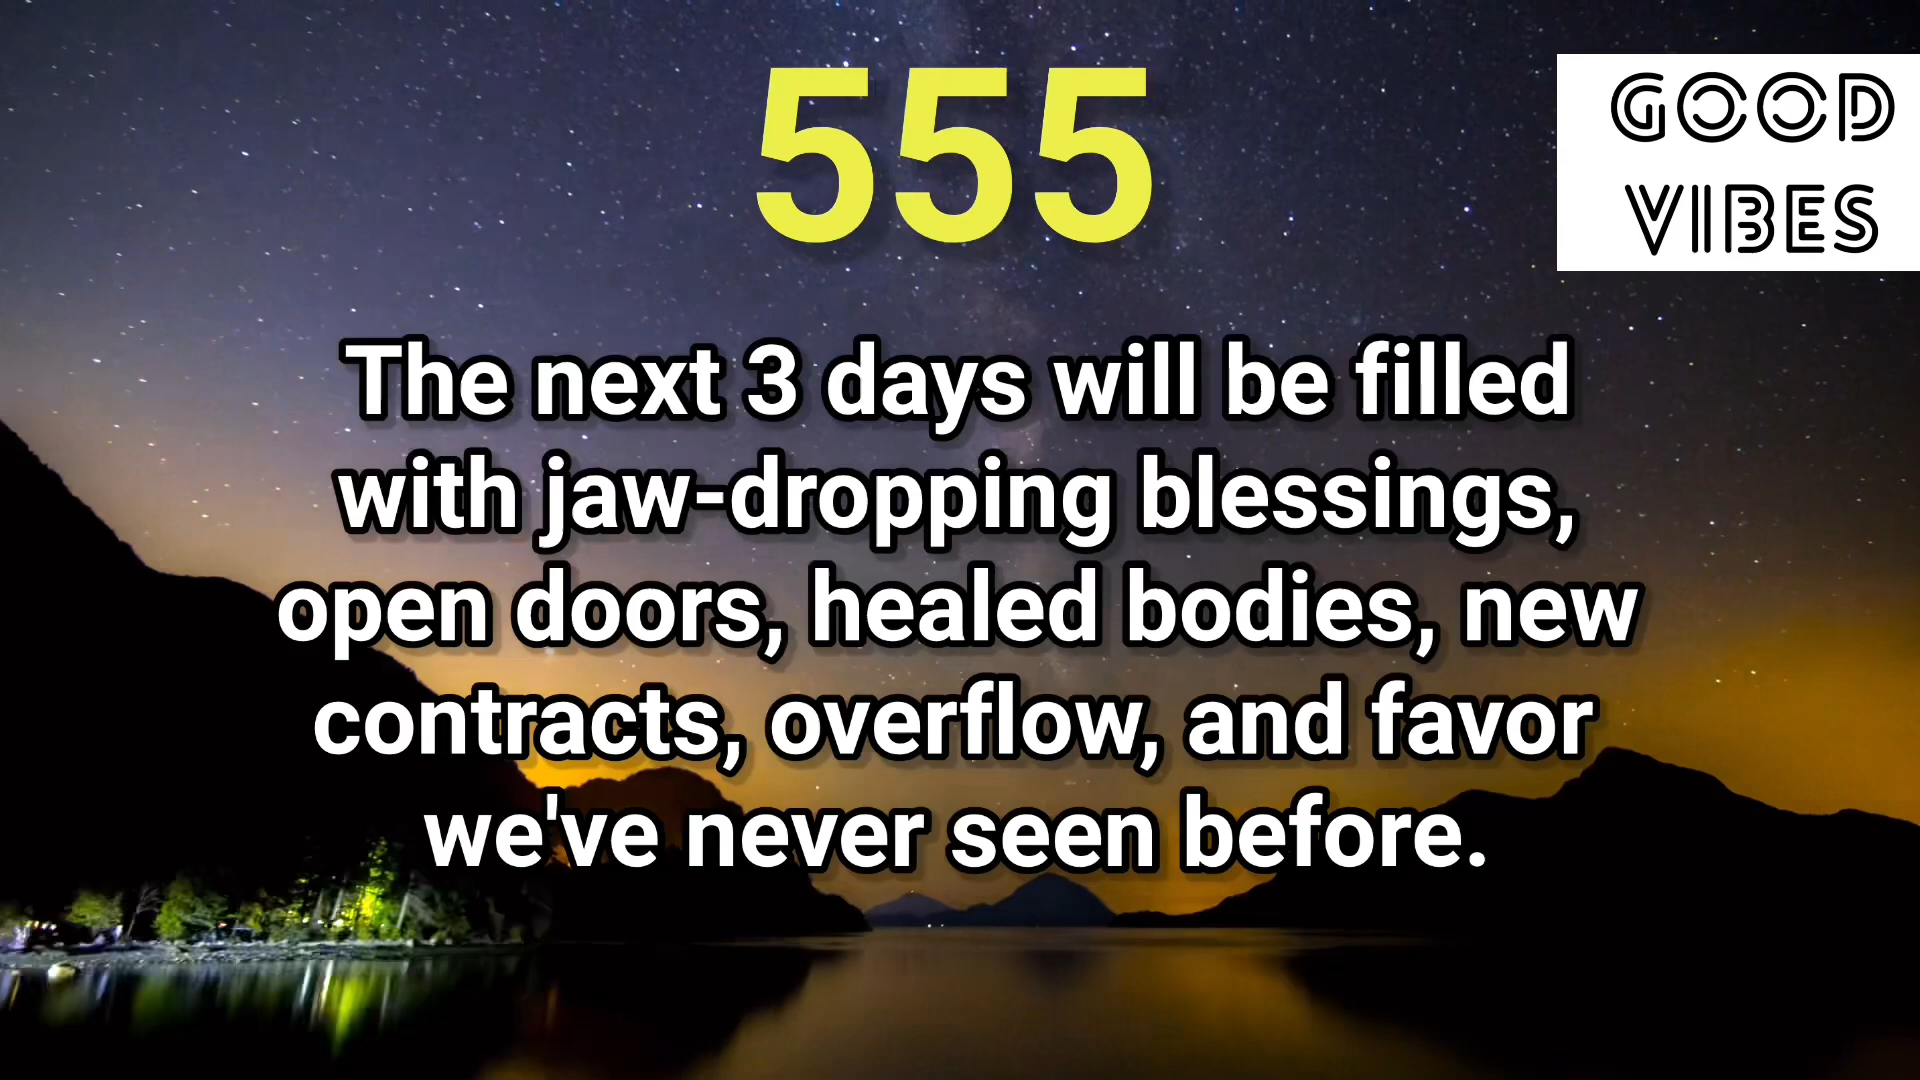 555
GOOD
VIBES
The next 3 days will be filled
with jaw-dropping blessings,
open doors, healed bodies, new
contracts, overflow, and favor
we've never seen before.